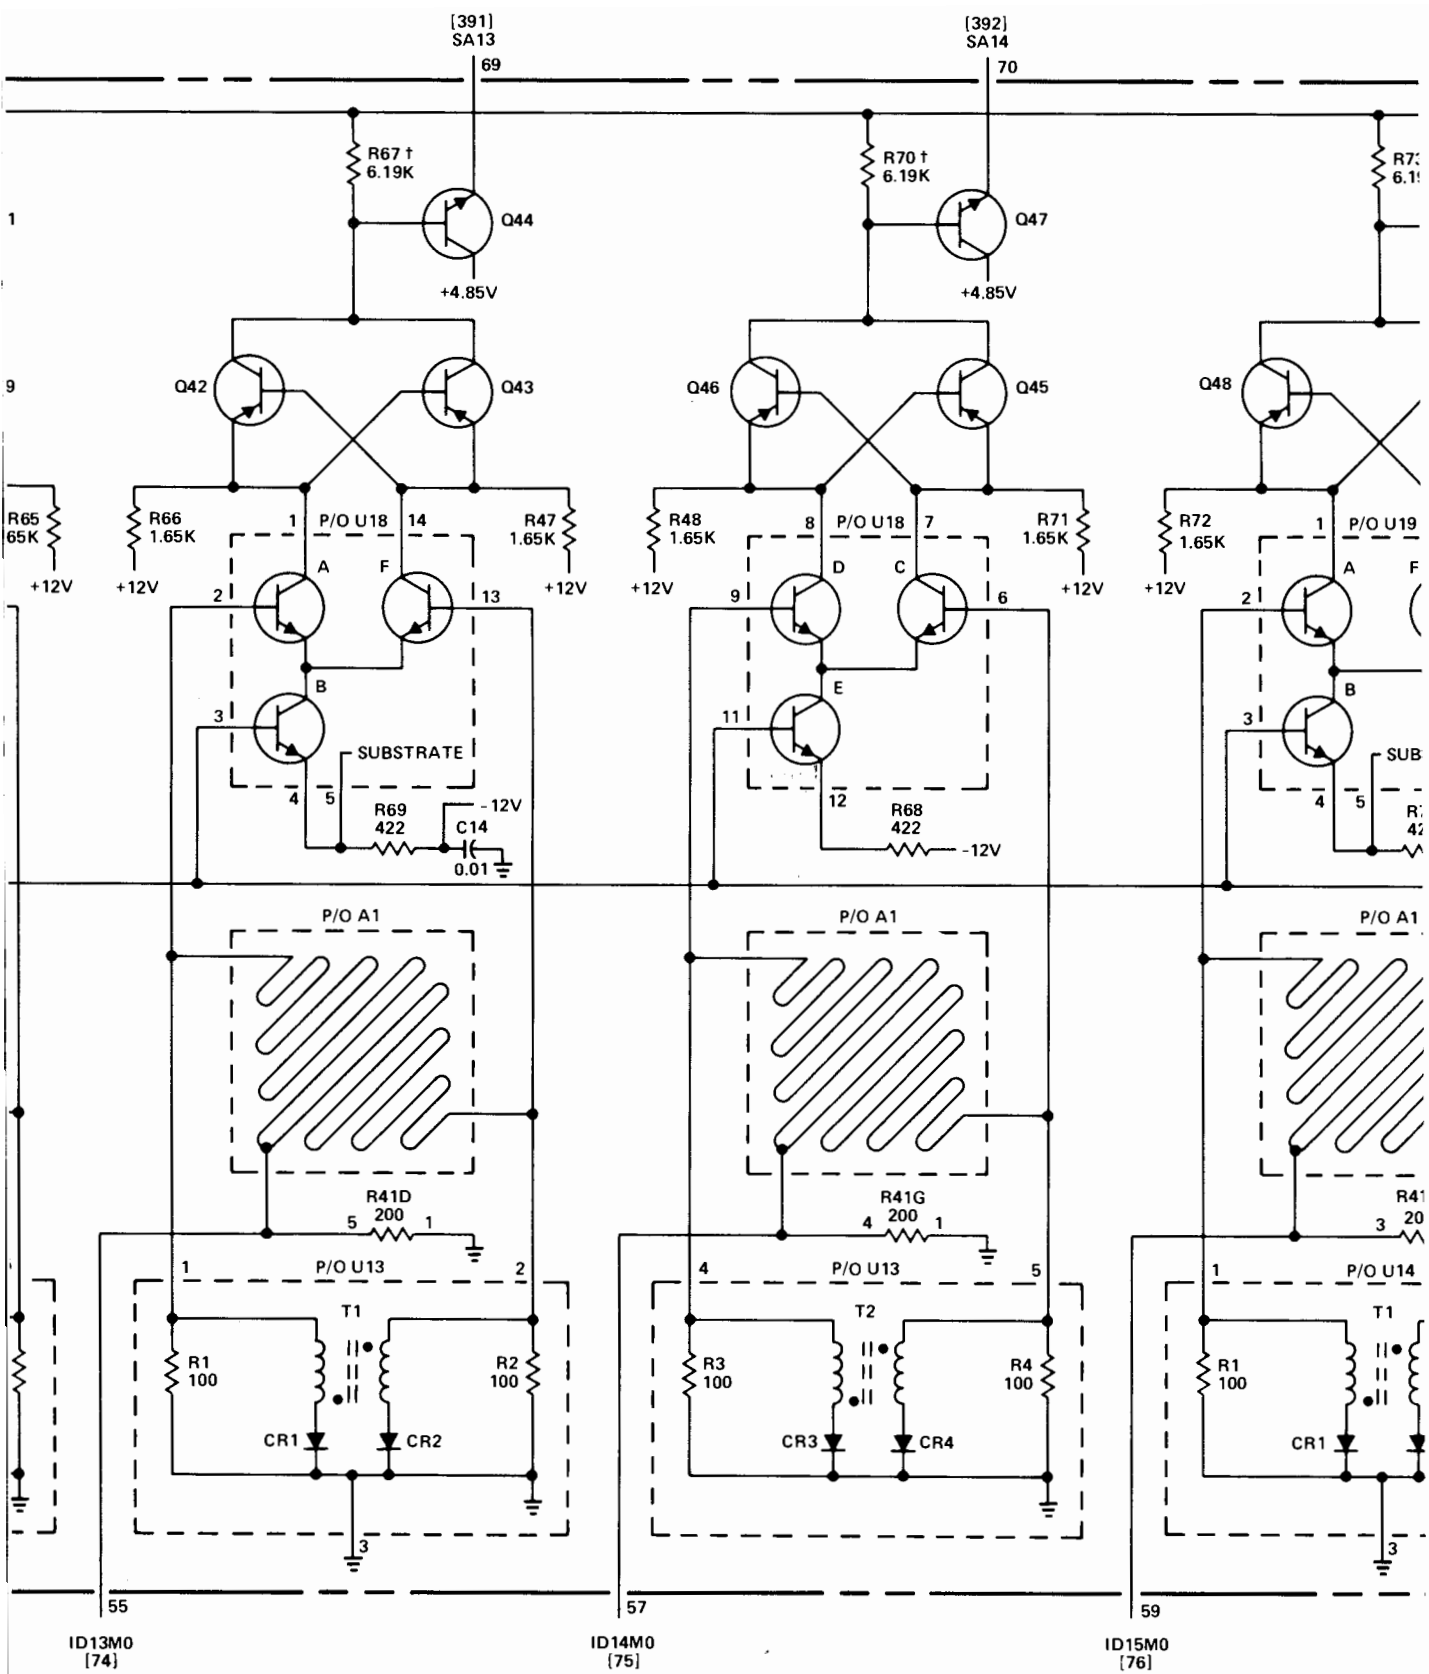 [391]
SA13
69
[392]
SA14
70
R67 †
6.19K
Q44
+4.85V
R70 †
6.19K
Q47
+4.85V
1
9
Q42
Q43
Q46
Q45
Q48
R65
65K
+12V
R66
1.65K
+12V
1
P/O U18
14
R47
1.65K
+12V
R48
1.65K
+12V
8
P/O U18
7
R71
1.65K
+12V
R72
1.65K
+12V
1
P/O U19
A
F
2
13
B
3
SUBSTRATE
4
5
R69
422
-12V
C14
0.01
D
C
9
6
E
11
12
R68
422
-12V
A
F
2
B
3
4
5
P/O A1
P/O A1
P/O A1
R41D
200
5
1
R41G
200
4
1
3
1
P/O U13
2
T1
R1
100
R2
100
CR1
CR2
3
4
P/O U13
5
T2
R3
100
R4
100
CR3
CR4
1
P/O U14
T1
R1
100
CR1
3
55
ID13M0
[74]
57
ID14M0
[75]
59
ID15M0
[76]